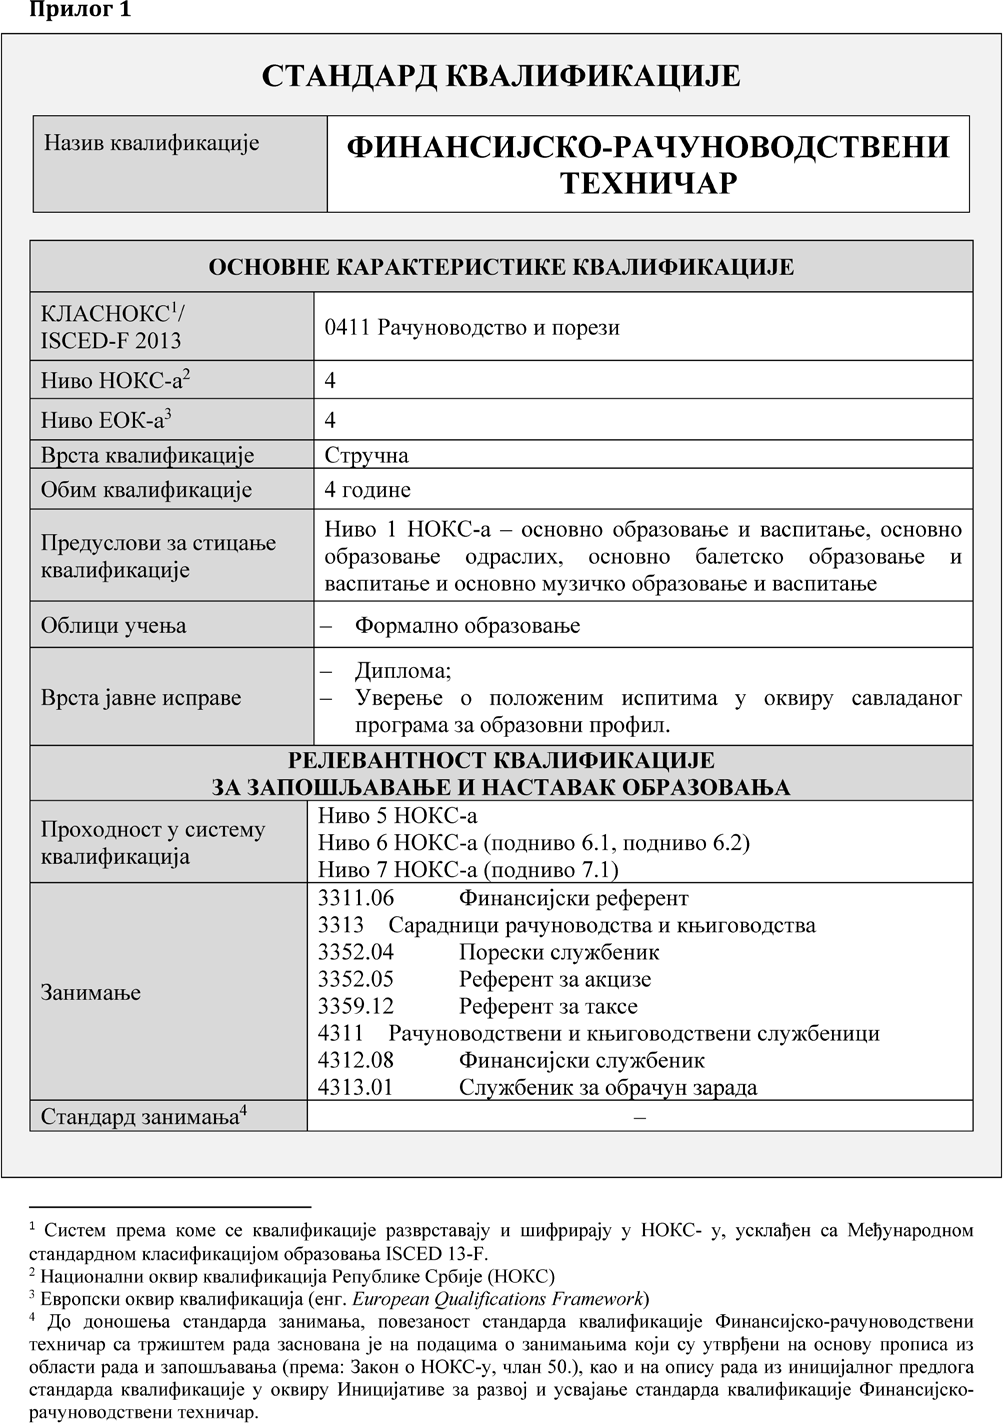 Прилог 1
СТАНДАРД КВАЛИФИКАЦИЈЕ
Назив квалификације
ФИНАНСИЈСКО-РАЧУНОВОДСТВЕНИ
ТЕХНИЧАР
ОСНОВНЕ КАРАКТЕРИСТИКЕ КВАЛИФИКАЦИЈЕ
КЛАСНОКС¹/
ISCED-F 2013
0411 Рачуноводство и порези
Ниво НОКС-а²
4
Ниво ЕОК-а³
4
Врста квалификације
Стручна
Обим квалификације
4 године
Предуслови за стицање
квалификације
Ниво 1 НОКС-а – основно образовање и васпитање, основно
образовање одраслих, основно балетско образовање и
васпитање и основно музичко образовање и васпитање
Облици учења
– Формално образовање
Врста јавне исправе
– Диплома;
– Уверење о положеним испитима у оквиру савладаног
програма за образовни профил.
РЕЛЕВАНТНОСТ КВАЛИФИКАЦИЈЕ
ЗА ЗАПОШЉАВАЊЕ И НАСТАВАК ОБРАЗОВАЊА
Проходност у систему
квалификација
Ниво 5 НОКС-а
Ниво 6 НОКС-а (подниво 6.1, подниво 6.2)
Ниво 7 НОКС-а (подниво 7.1)
Занимање
3311.06 Финансијски референт
3313 Сарадници рачуноводства и књиговодства
3352.04 Порески службеник
3352.05 Референт за акцизе
3359.12 Референт за таксе
4311 Рачуноводствени и књиговодствени службеници
4312.08 Финансијски службеник
4313.01 Службеник за обрачун зарада
Стандард занимања⁴
–
¹ Систем према коме се квалификације разврставају и шифрирају у НОКС- у, усклађен са Међународном
стандардном класификацијом образовања ISCED 13-F.
² Национални оквир квалификација Републике Србије (НОКС)
³ Европски оквир квалификација (енг. European Qualifications Framework)
⁴ До доношења стандарда занимања, повезаност стандарда квалификације Финансијско-рачуноводствени
техничар са тржиштем рада заснована је на подацима о занимањима који су утврђени на основу прописа из
области рада и запошљавања (према: Закон о НОКС-у, члан 50.), као и на опису рада из иницијалног предлога
стандарда квалификације у оквиру Иницијативе за развој и усвајање стандарда квалификације Финансијско-
рачуноводствени техничар.